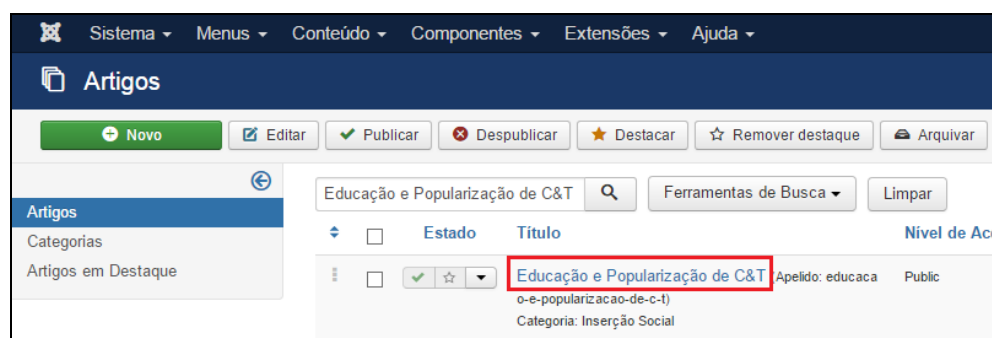 Sistema Menus Conteúdo Componentes Extensões Ajuda
Artigos
Novo Editar Publicar Despublicar Destacar Remover destaque Arquivar
Educação e Popularização de C&T Ferramentas de Busca Limpar
Artigos
Categorias
Artigos em Destaque
Estado Título Nível de Ac
Educação e Popularização de C&T (Apelido: educaca Public
o-e-popularizacao-de-c-t)
Categoria: Inserção Social